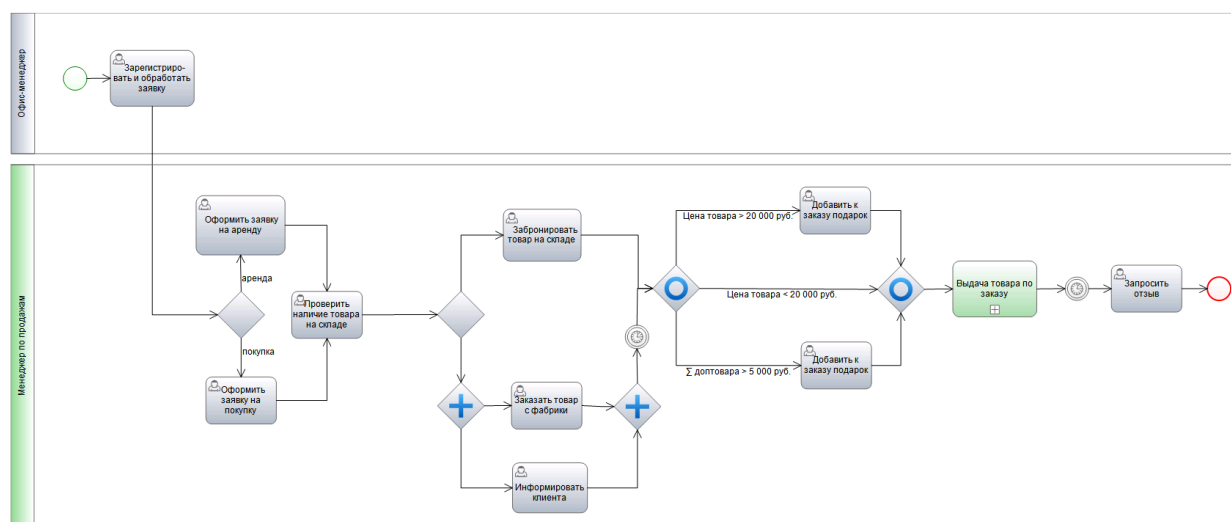 Офис-менеджер
Зарегистриро-
вать и обработать
заявку
Менеджер по продажам
Оформить заявку
на аренду
аренда
покупка
Оформить
заявку на
покупку
Проверить
наличие товара
на складе
Забронировать
товар на складе
Заказать товар
с фабрики
Информировать
клиента
Цена товара > 20 000 руб.
Цена товара < 20 000 руб.
Σ доптовара > 5 000 руб.
Добавить к
заказу подарок
Добавить к
заказу подарок
Выдача товара по
заказу
Запросить
отзыв